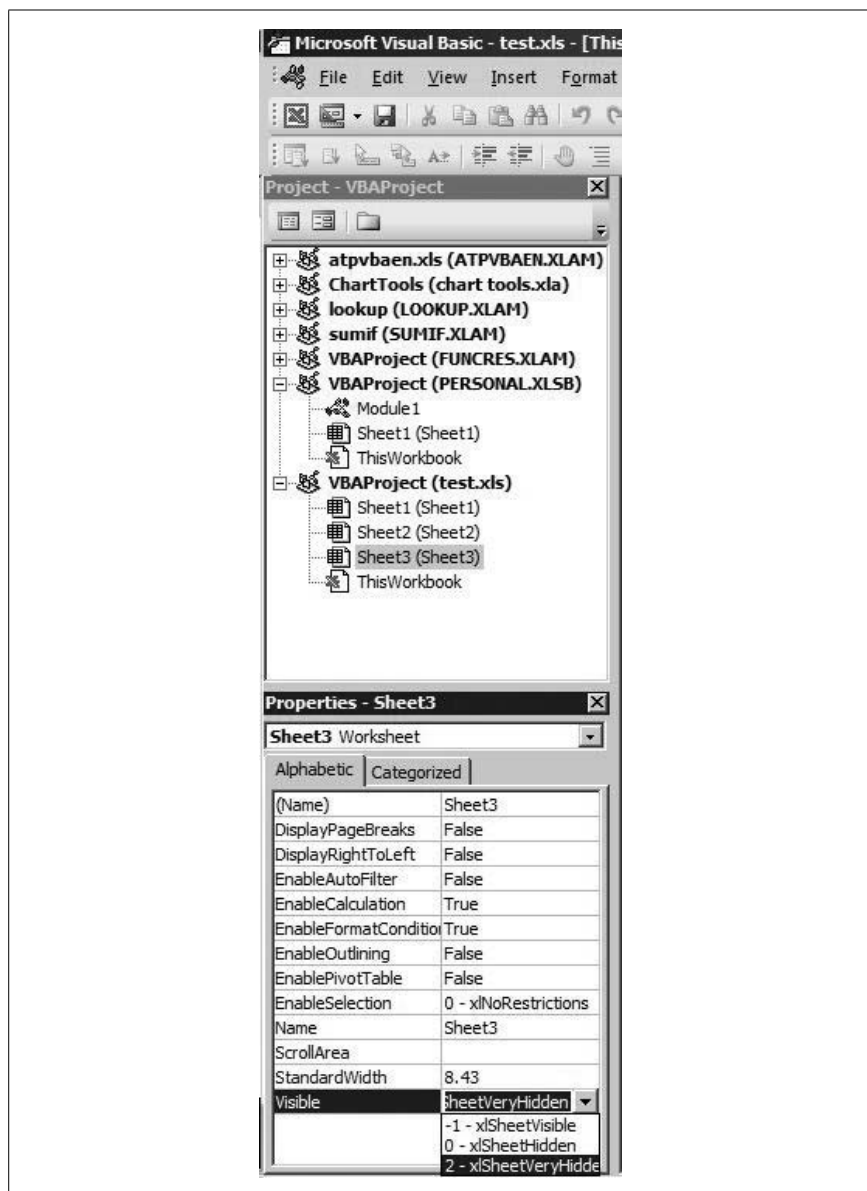 Microsoft Visual Basic - test.xls - [This
File Edit View Insert Format
Project - VBAProject
atpvbaen.xls (ATPVBAEN.XLAM)
ChartTools (chart tools.xla)
lookup (LOOKUP.XLAM)
sumif (SUMIF.XLAM)
VBAProject (FUNCRES.XLAM)
VBAProject (PERSONAL.XLSB)
Module1
Sheet1 (Sheet1)
ThisWorkbook
VBAProject (test.xls)
Sheet1 (Sheet1)
Sheet2 (Sheet2)
Sheet3 (Sheet3)
ThisWorkbook
Properties - Sheet3
Sheet3 Worksheet
Alphabetic Categorized
(Name) Sheet3
DisplayPageBreaks False
DisplayRightToLeft False
EnableAutoFilter False
EnableCalculation True
EnableFormatConditio True
EnableOutlining False
EnablePivotTable False
EnableSelection 0 - xlNoRestrictions
Name Sheet3
ScrollArea
StandardWidth 8.43
Visible SheetVeryHidden
-1 - xlSheetVisible
0 - xlSheetHidden
2 - xlSheetVeryHidde